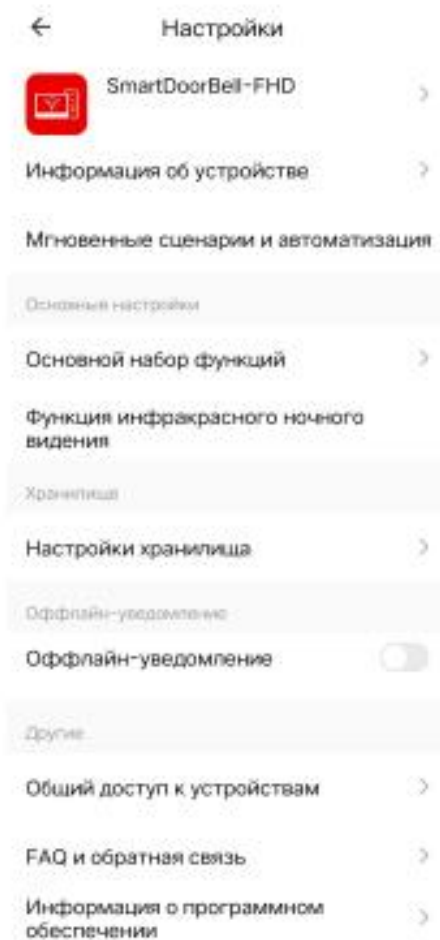 Настройки
SmartDoorBell-FHD
Информация об устройстве
Мгновенные сценарии и автоматизация
Основные настройки
Основной набор функций
Функция инфракрасного ночного
видения
Хранилище
Настройки хранилища
Оффлайн-уведомление
Оффлайн-уведомление
Другие
Общий доступ к устройствам
FAQ и обратная связь
Информация о программном
обеспечении